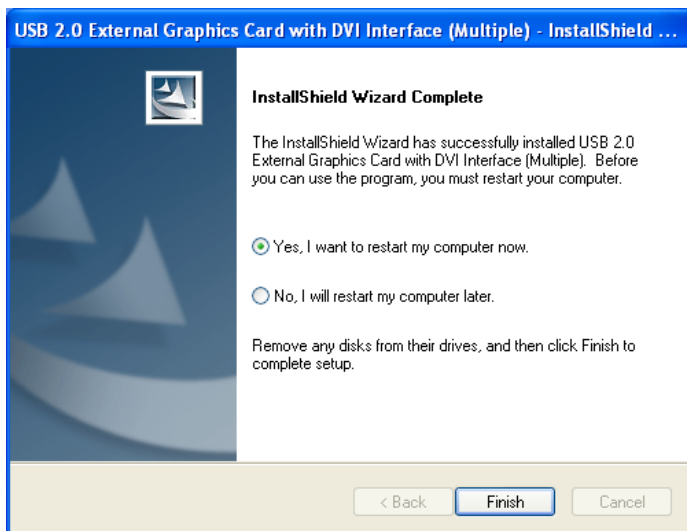 USB 2.0 External Graphics Card with DVI Interface (Multiple) - InstallShield ...
InstallShield Wizard Complete
The InstallShield Wizard has successfully installed USB 2.0
External Graphics Card with DVI Interface (Multiple). Before
you can use the program, you must restart your computer.
Yes, I want to restart my computer now.
No, I will restart my computer later.
Remove any disks from their drives, and then click Finish to
complete setup.
< Back Finish Cancel